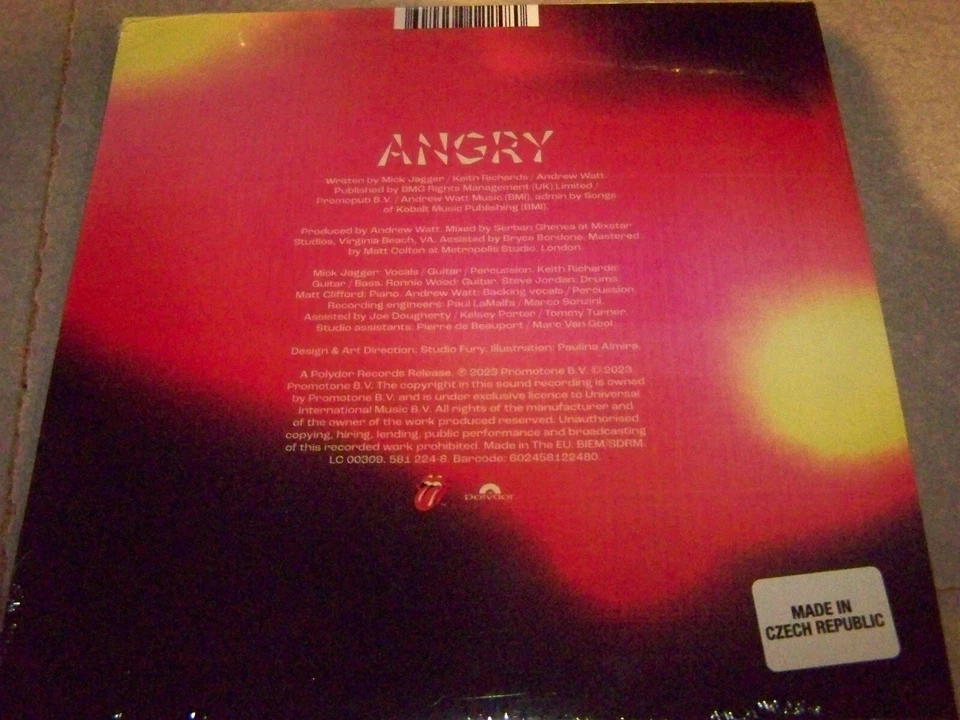 ANGRY
Written by Mick Jagger / Keith Richards / Andrew Watt.
Published by BMG Rights Management (UK) Limited /
Promopub B.V. / Andrew Watt Music (BMI), admin by Songs
of Kobalt Music Publishing (BMI).
Produced by Andrew Watt. Mixed by Serban Ghenea at Mixstar
Studios, Virginia Beach, VA. Assisted by Bryce Bordone. Mastered
by Matt Colton at Metropolis Studio, London.
Mick Jagger: Vocals / Guitar / Percussion. Keith Richards:
Guitar / Bass. Ronnie Wood: Guitar. Steve Jordan: Drums.
Matt Clifford: Piano. Andrew Watt: Backing vocals / Percussion.
Recording engineers: Paul LaMalfa / Marco Sonzini.
Assisted by Joe Dougherty / Kelsey Porter / Tommy Turner.
Studio assistants: Pierre de Beauport / Marc Van Gool.
Design & Art Direction: Studio Fury. Illustration: Paulina Almira.
A Polydor Records Release. ℗ 2023 Promotone B.V. © 2023
Promotone B.V. The copyright in this sound recording is owned
by Promotone B.V. and is under exclusive licence to Universal
International Music B.V. All rights of the manufacturer and
of the owner of the work produced reserved. Unauthorised
copying, hiring, lending, public performance and broadcasting
of this recorded work prohibited. Made in The EU. BIEM/SDRM.
LC 00309. 581 224-8. Barcode: 602458122480.
Polydor
MADE IN
CZECH REPUBLIC